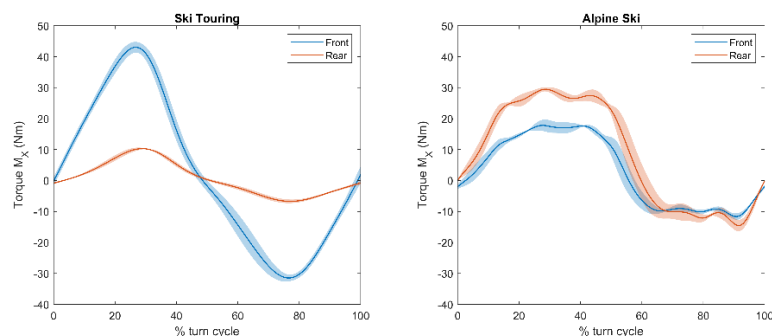 Ski Touring
Front
Rear
Torque M_X (Nm)
50
40
30
20
10
0
-10
-20
-30
-40
0 20 40 60 80 100
% turn cycle
Alpine Ski
Front
Rear
Torque M_X (Nm)
50
40
30
20
10
0
-10
-20
-30
-40
0 20 40 60 80 100
% turn cycle